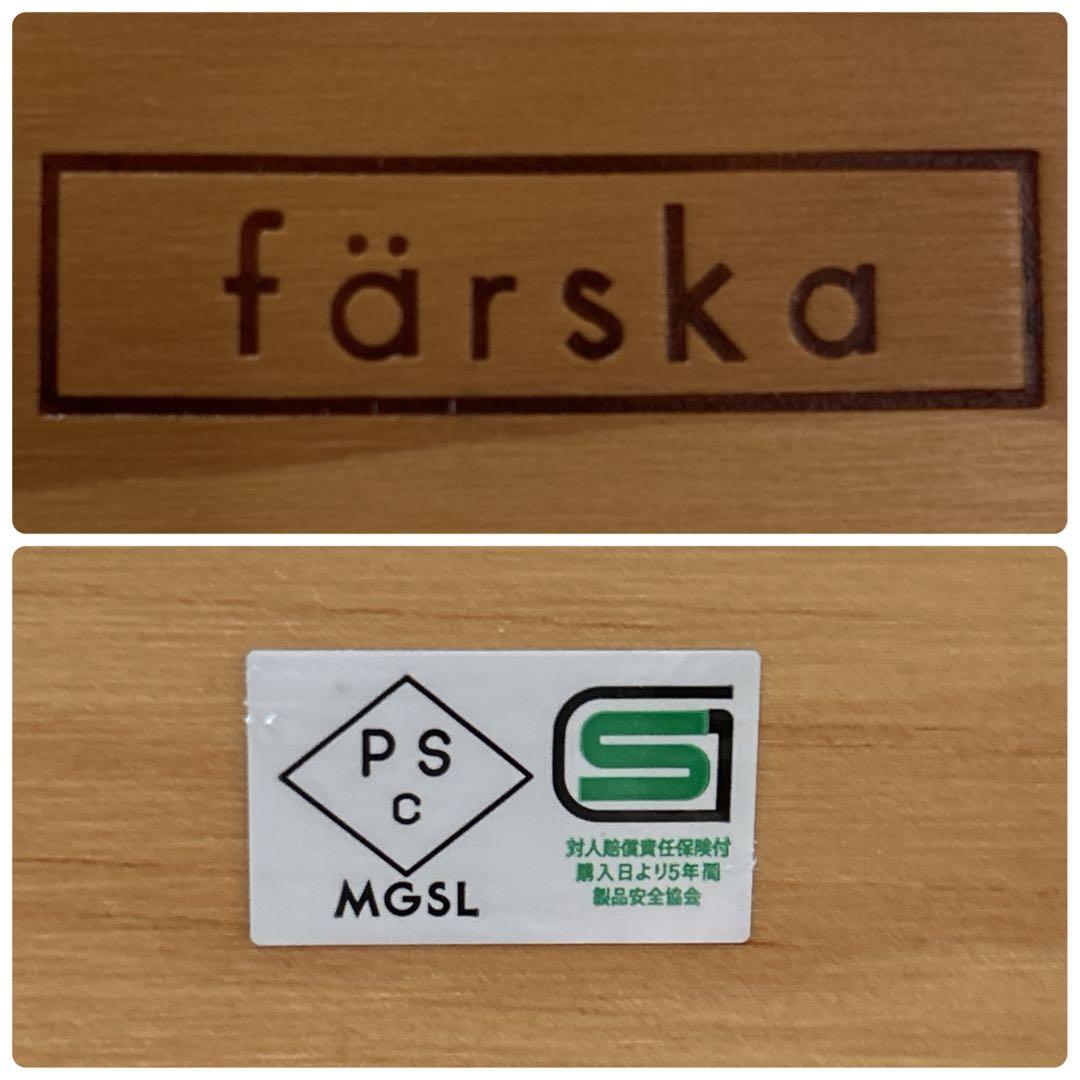 färska
PS
C
MGSL
SG
対人賠償責任保険付
購入日より5年間
製品安全協会